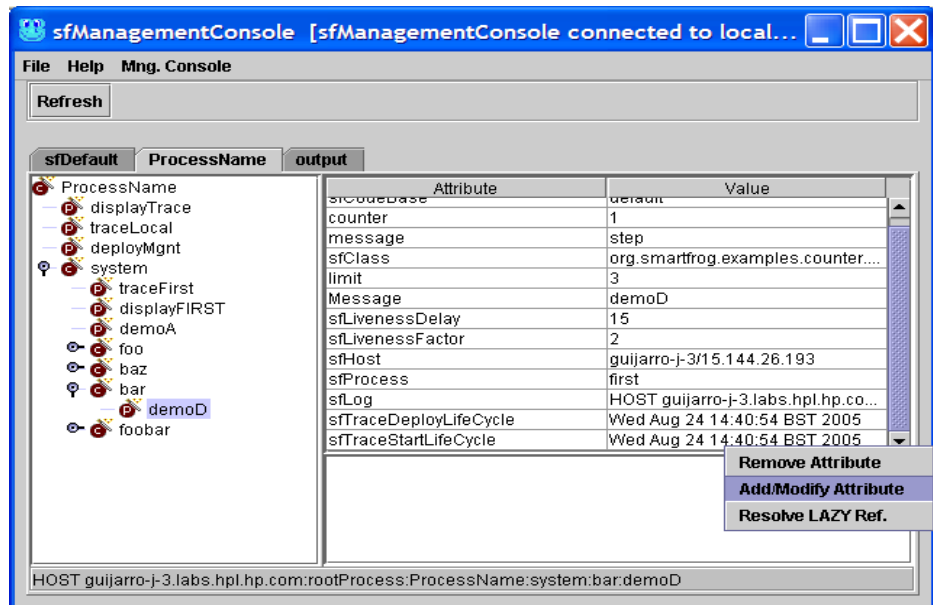 sfManagementConsole [sfManagementConsole connected to local...
File Help Mng. Console
Refresh
sfDefault ProcessName output
ProcessName
displayTrace
traceLocal
deployMgnt
system
traceFirst
displayFIRST
demoA
foo
baz
bar
demoD
foobar
Attribute Value
sfCodeBase default
counter 1
message step
sfClass org.smartfrog.examples.counter....
limit 3
Message demoD
sfLivenessDelay 15
sfLivenessFactor 2
sfHost guijarro-j-3/15.144.26.193
sfProcess first
sfLog HOST guijarro-j-3.labs.hpl.hp.co...
sfTraceDeployLifeCycle Wed Aug 24 14:40:54 BST 2005
sfTraceStartLifeCycle Wed Aug 24 14:40:54 BST 2005
Remove Attribute
Add/Modify Attribute
Resolve LAZY Ref.
HOST guijarro-j-3.labs.hpl.hp.com:rootProcess:ProcessName:system:bar:demoD